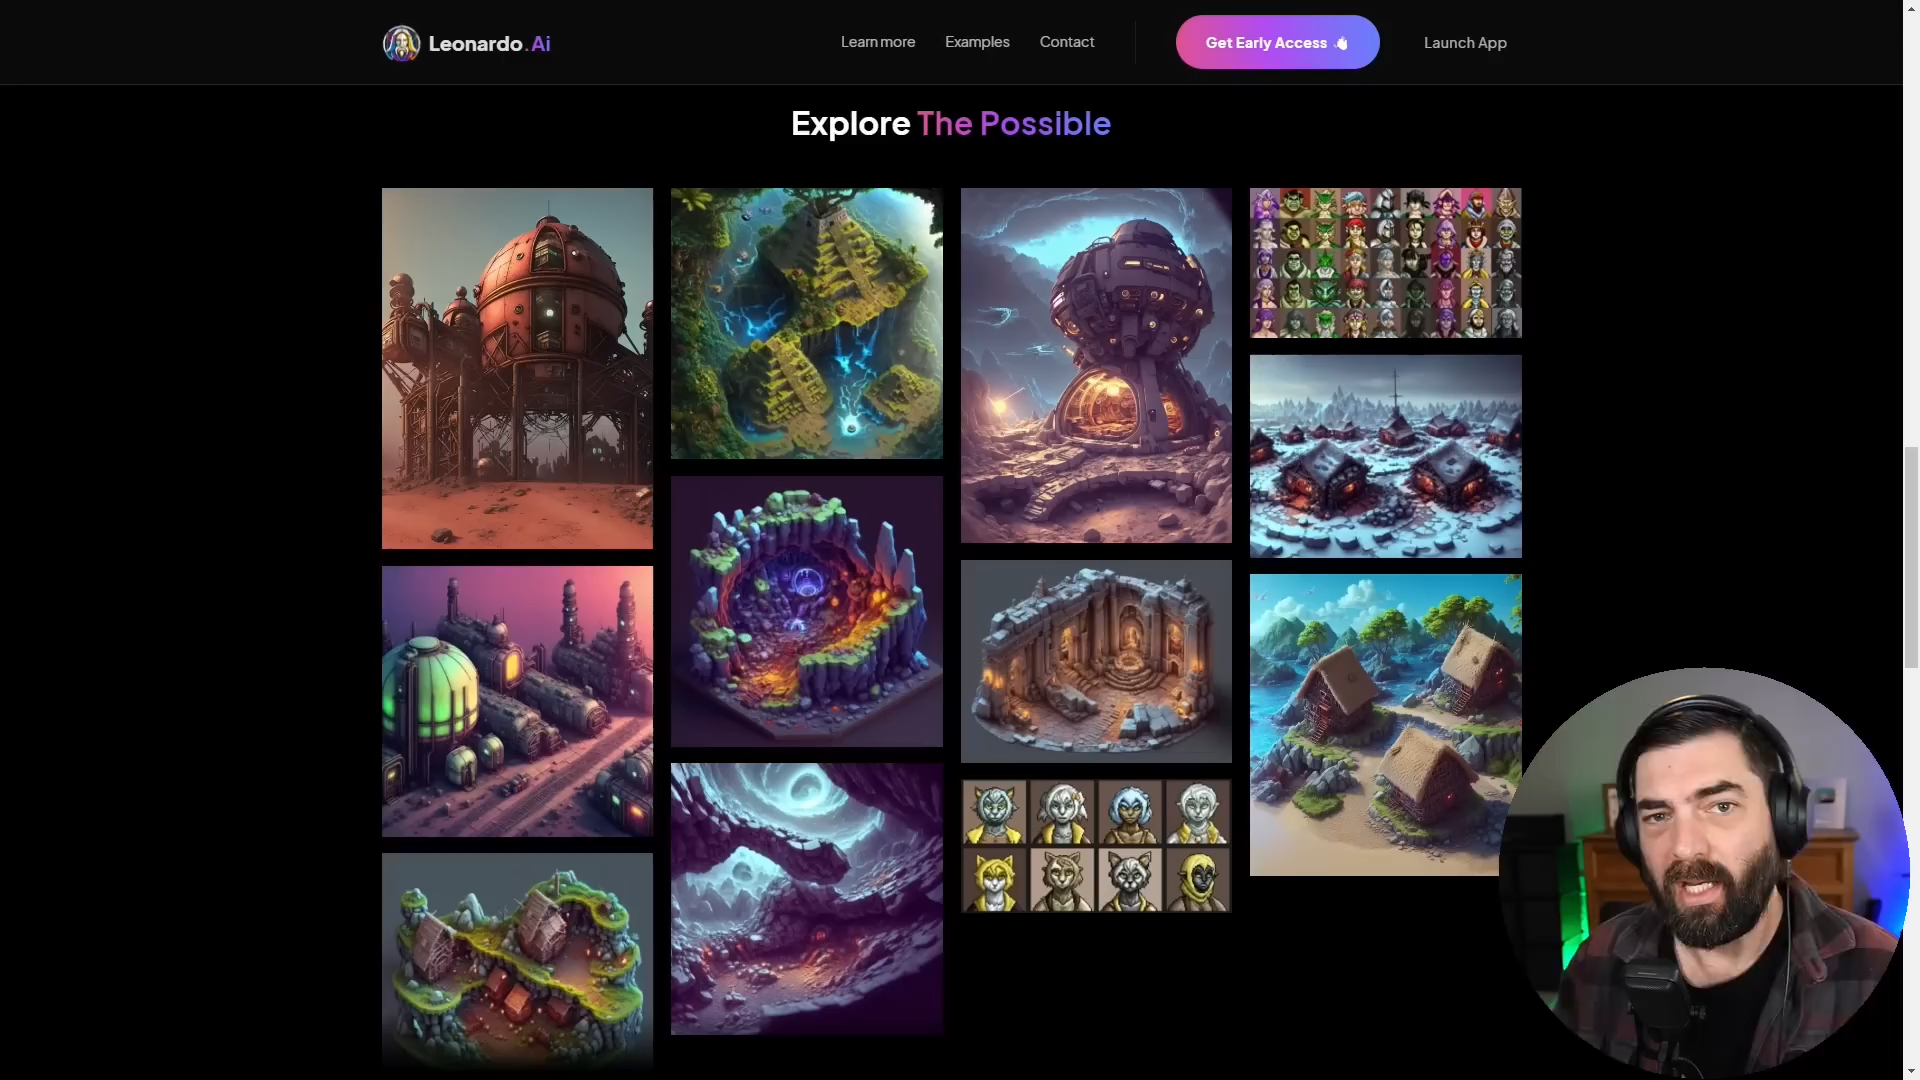 Leonardo.Ai
Learn more
Examples
Contact
Get Early Access
Launch App
Explore The Possible